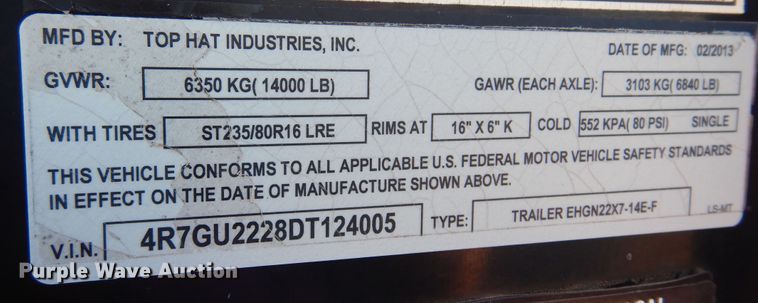 MFD BY: TOP HAT INDUSTRIES, INC. DATE OF MFG: 02/2013
GVWR: 6350 KG( 14000 LB) GAWR (EACH AXLE): 3103 KG( 6840 LB)
WITH TIRES ST235/80R16 LRE RIMS AT 16" X 6" K COLD 552 KPA( 80 PSI) SINGLE
THIS VEHICLE CONFORMS TO ALL APPLICABLE U.S. FEDERAL MOTOR VEHICLE SAFETY STANDARDS
IN EFFECT ON THE DATE OF MANUFACTURE SHOWN ABOVE.
V.I.N. 4R7GU2228DT124005 TYPE: TRAILER EHGN22X7-14E-F LS-MT
Purple Wave Auction